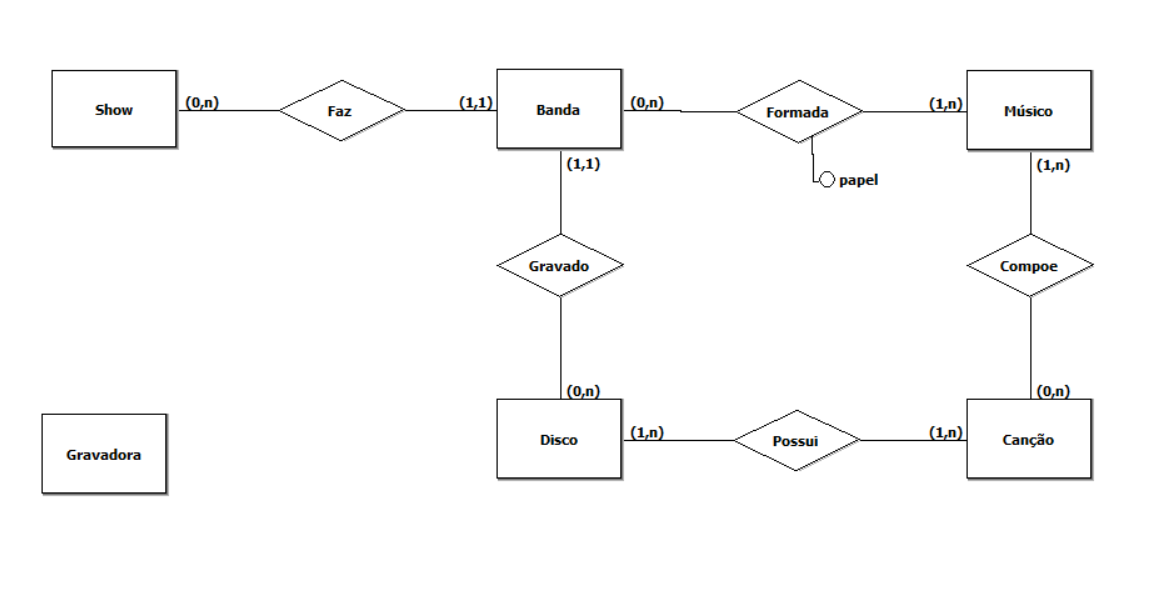 Show
(0,n)
Faz
(1,1)
Banda
(0,n)
Formada
(1,n)
Músico
papel
(1,1)
(1,n)
Gravado
Compoe
(0,n)
(0,n)
Gravadora
Disco
(1,n)
Possui
(1,n)
Canção